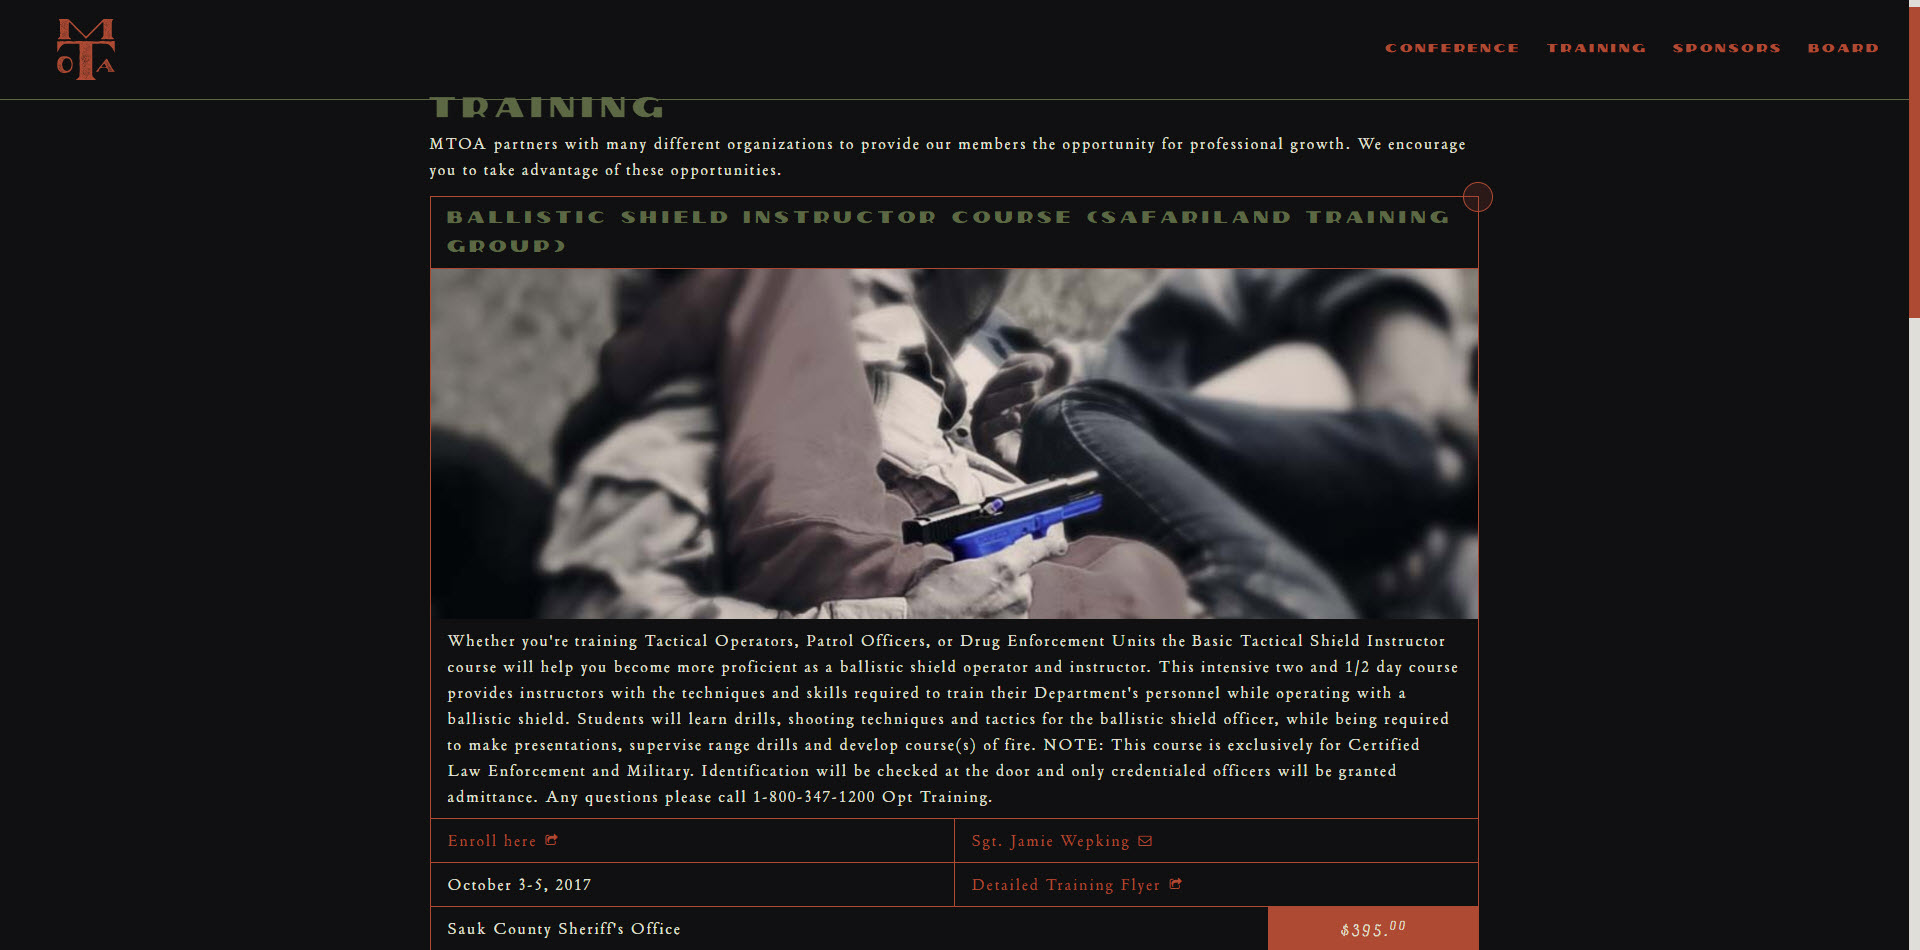 M
T
O A
CONFERENCE TRAINING SPONSORS BOARD
TRAINING
MTOA partners with many different organizations to provide our members the opportunity for professional growth. We encourage
you to take advantage of these opportunities.
BALLISTIC SHIELD INSTRUCTOR COURSE (SAFARILAND TRAINING
GROUP)
Whether you're training Tactical Operators, Patrol Officers, or Drug Enforcement Units the Basic Tactical Shield Instructor
course will help you become more proficient as a ballistic shield operator and instructor. This intensive two and 1/2 day course
provides instructors with the techniques and skills required to train their Department's personnel while operating with a
ballistic shield. Students will learn drills, shooting techniques and tactics for the ballistic shield officer, while being required
to make presentations, supervise range drills and develop course(s) of fire. NOTE: This course is exclusively for Certified
Law Enforcement and Military. Identification will be checked at the door and only credentialed officers will be granted
admittance. Any questions please call 1-800-347-1200 Opt Training.
Enroll here
Sgt. Jamie Wepking
October 3-5, 2017
Detailed Training Flyer
Sauk County Sheriff's Office
$395.00